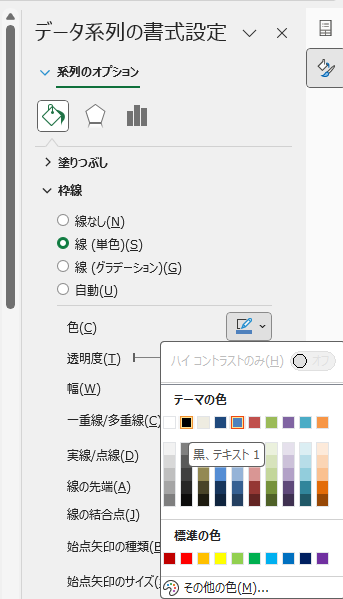 データ系列の書式設定
系列のオプション
塗りつぶし
枠線
線なし(N)
線 (単色)(S)
線 (グラデーション)(G)
自動(U)
色(C)
ハイ コントラストのみ(H) オフ
透明度(T)
テーマの色
幅(W)
一重線/多重線(C)
黒、テキスト 1
実線/点線(D)
線の先端(A)
線の結合点(J)
標準の色
始点矢印の種類(B
始点矢印のサイズ(
その他の色(M)...